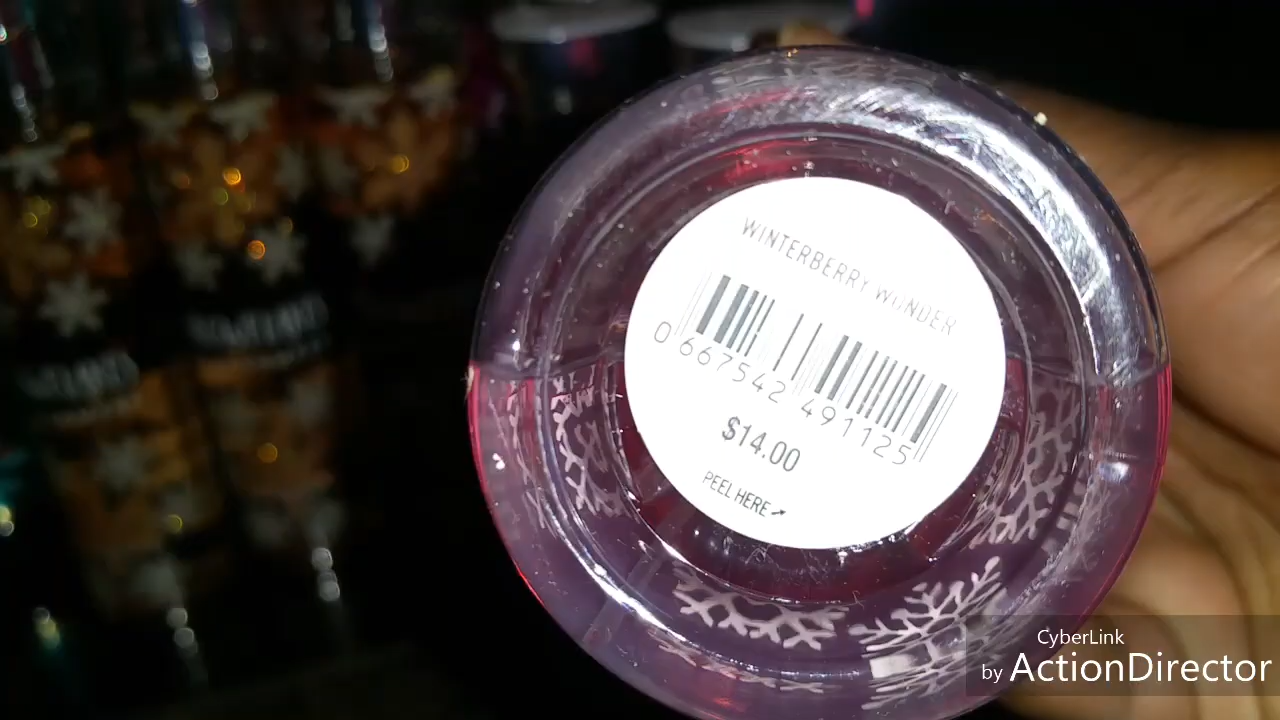 WINTERBERRY WONDER
0 667542 491125
$14.00
PEEL HERE
CyberLink
by ActionDirector